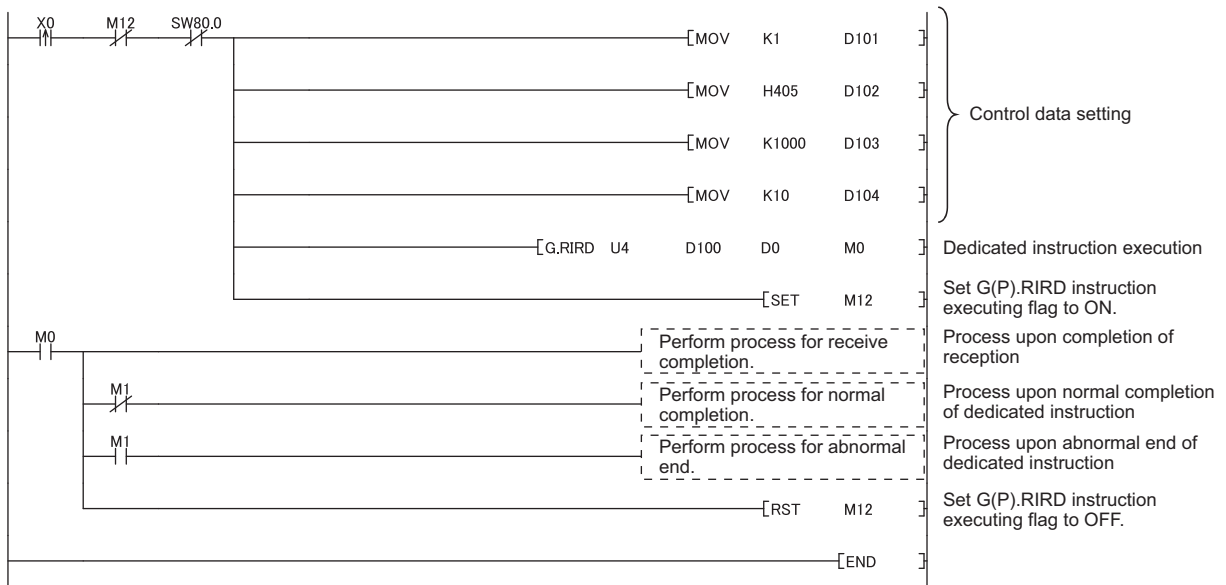 X0 M12 SW80.0
MOV K1 D101
MOV H405 D102
Control data setting
MOV K1000 D103
MOV K10 D104
G.RIRD U4 D100 D0 M0 Dedicated instruction execution
SET M12 Set G(P).RIRD instruction
executing flag to ON.
M0
Perform process for receive
completion.
Process upon completion of
reception
M1
Perform process for normal
completion.
Process upon normal completion
of dedicated instruction
M1
Perform process for abnormal
end.
Process upon abnormal end of
dedicated instruction
RST M12 Set G(P).RIRD instruction
executing flag to OFF.
END